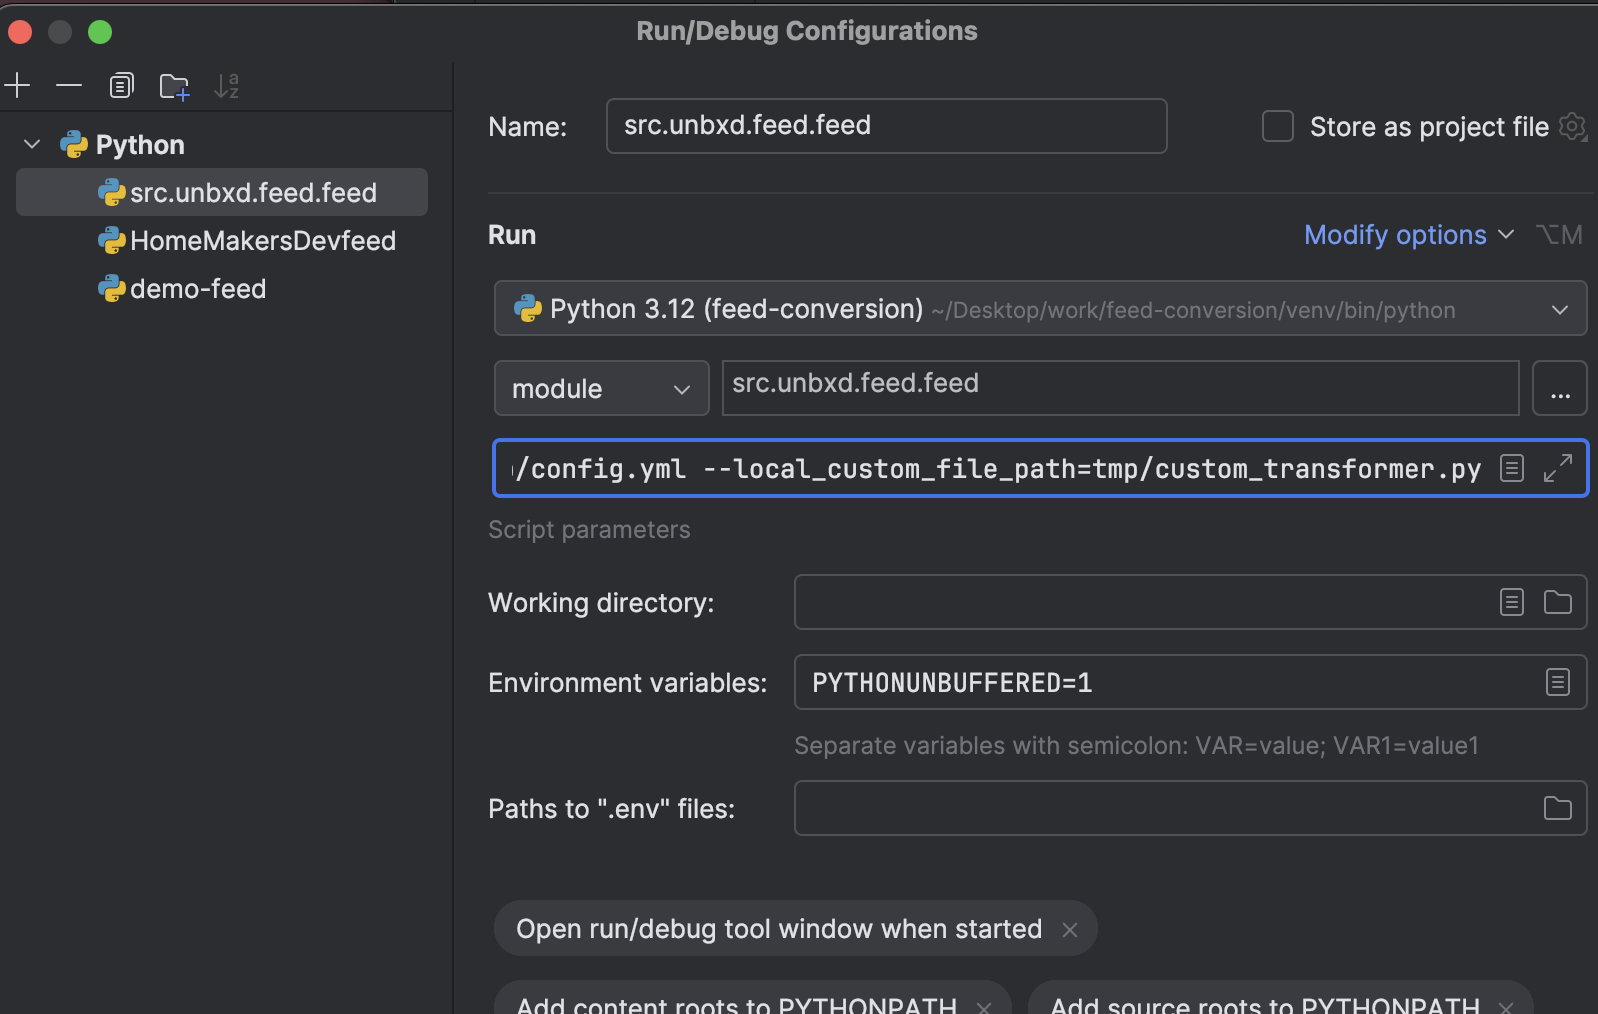 Run/Debug Configurations
Python
src.unbxd.feed.feed
HomeMakersDevfeed
demo-feed
Name: src.unbxd.feed.feed Store as project file
Run Modify options ⌥M
Python 3.12 (feed-conversion) ~/Desktop/work/feed-conversion/venv/bin/python
module src.unbxd.feed.feed ...
/config.yml --local_custom_file_path=tmp/custom_transformer.py
Script parameters
Working directory:
Environment variables: PYTHONUNBUFFERED=1
Separate variables with semicolon: VAR=value; VAR1=value1
Paths to ".env" files:
Open run/debug tool window when started ×
Add content roots to PYTHONPATH × Add source roots to PYTHONPATH ×